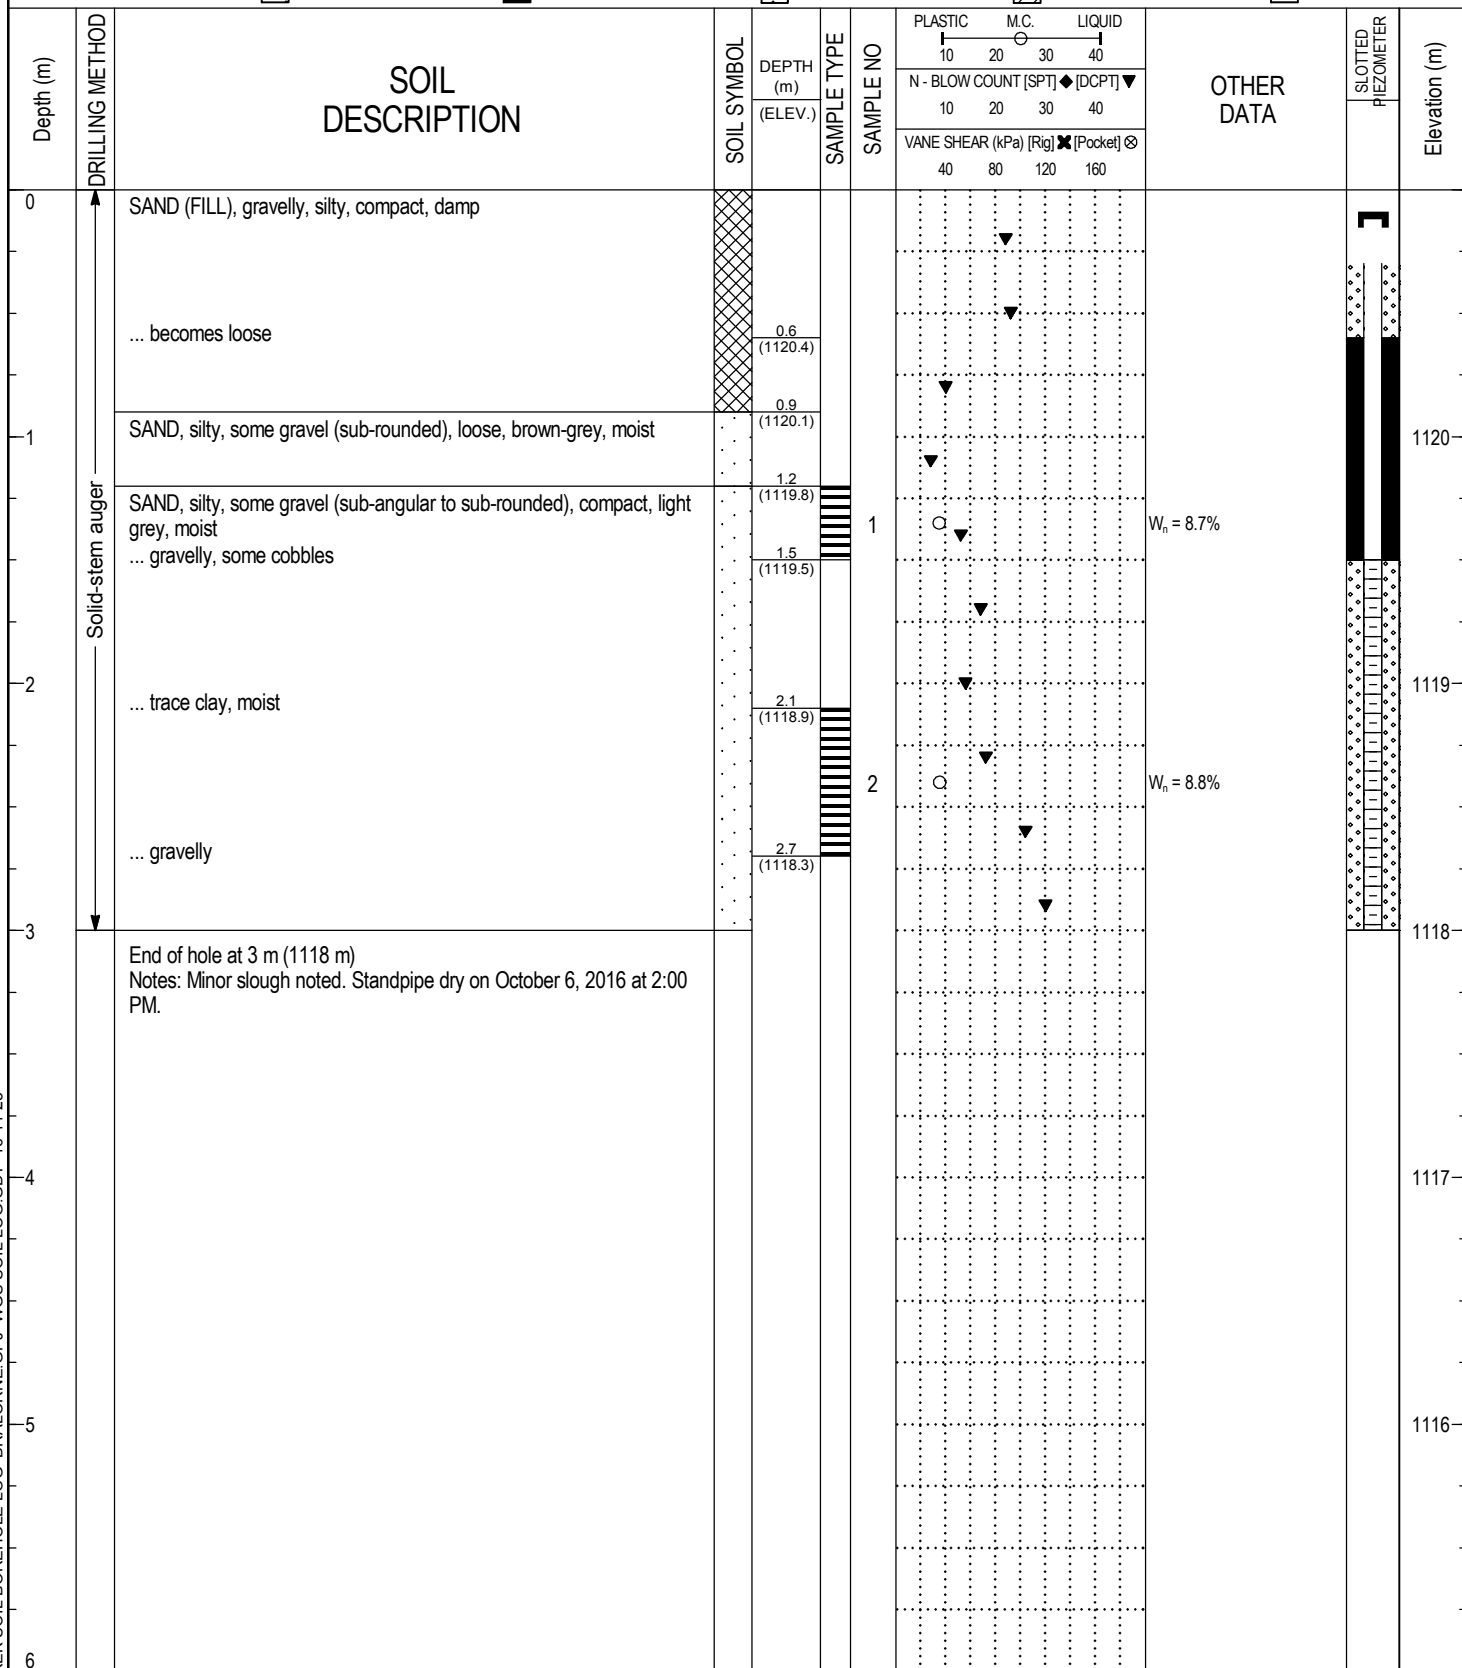 Depth (m)
DRILLING METHOD
SOIL
DESCRIPTION
SOIL SYMBOL
DEPTH
(m)
(ELEV.)
SAMPLE TYPE
SAMPLE NO
PLASTIC M.C. LIQUID
10 20 30 40
N - BLOW COUNT [SPT] ◆ [DCPT] ▼
10 20 30 40
VANE SHEAR (kPa) [Rig] ✖ [Pocket] ⊗
40 80 120 160
OTHER
DATA
SLOTTED
PIEZOMETER
Elevation (m)
0
Solid-stem auger
SAND (FILL), gravelly, silty, compact, damp
... becomes loose
0.6
(1120.4)
0.9
(1120.1)
1
SAND, silty, some gravel (sub-rounded), loose, brown-grey, moist
1120
1.2
(1119.8)
SAND, silty, some gravel (sub-angular to sub-rounded), compact, light
grey, moist
1
Wn = 8.7%
... gravelly, some cobbles
1.5
(1119.5)
2
1119
... trace clay, moist
2.1
(1118.9)
2
Wn = 8.8%
... gravelly
2.7
(1118.3)
3
1118
End of hole at 3 m (1118 m)
Notes: Minor slough noted. Standpipe dry on October 6, 2016 at 2:00
PM.
4
1117
5
1116
6